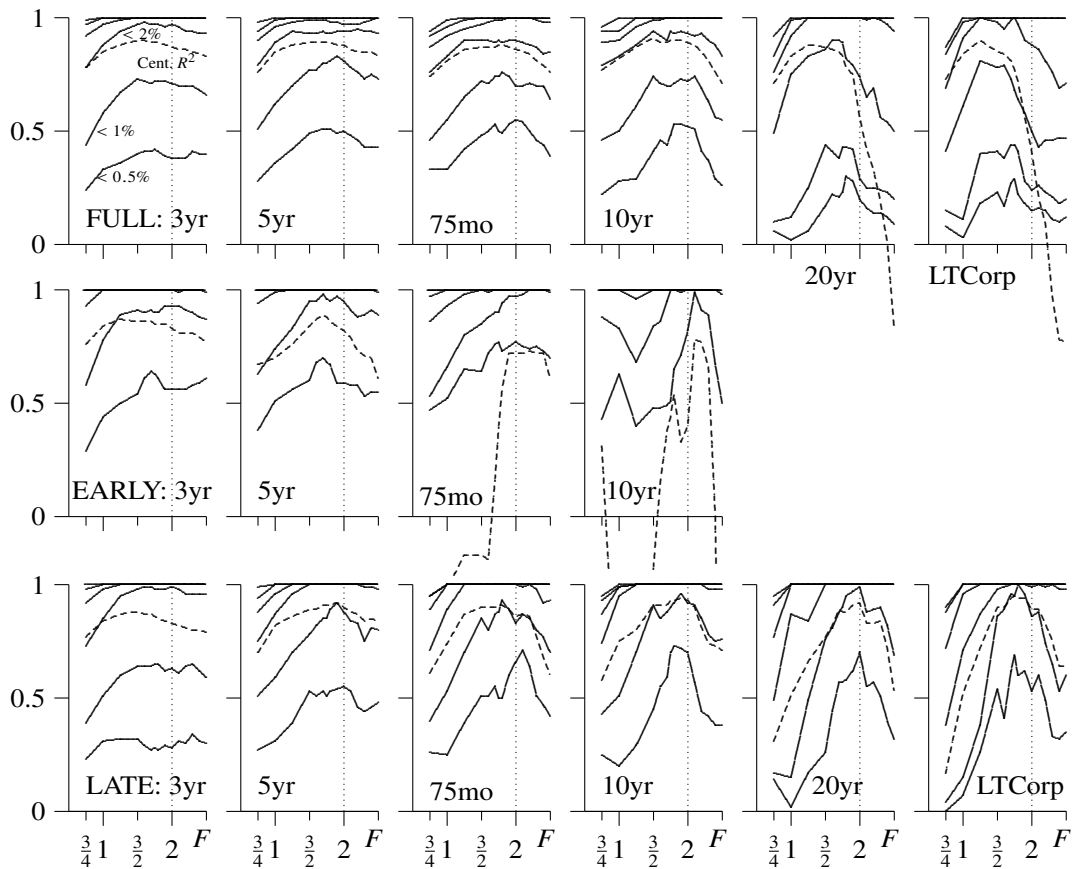 1
< 2%
Cent. R²
0.5
< 1%
< 0.5%
FULL: 3yr
5yr
75mo
10yr
0
20yr
LTCorp
1
0.5
EARLY: 3yr
5yr
75mo
10yr
0
1
0.5
LATE: 3yr
5yr
75mo
10yr
20yr
LTCorp
0
3/4 1 3/2 2 F
3/4 1 3/2 2 F
3/4 1 3/2 2 F
3/4 1 3/2 2 F
3/4 1 3/2 2 F
3/4 1 3/2 2 F